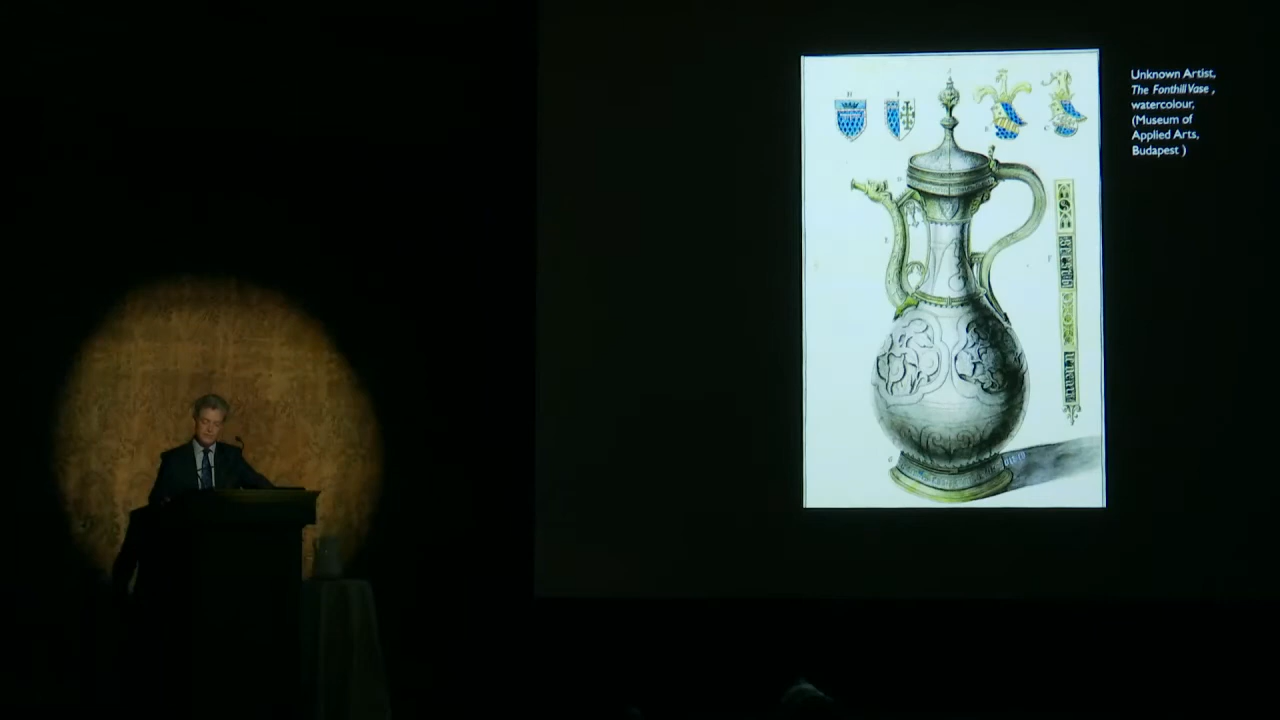 Unknown Artist,
The Fonthill Vase ,
watercolour,
(Museum of
Applied Arts,
Budapest )